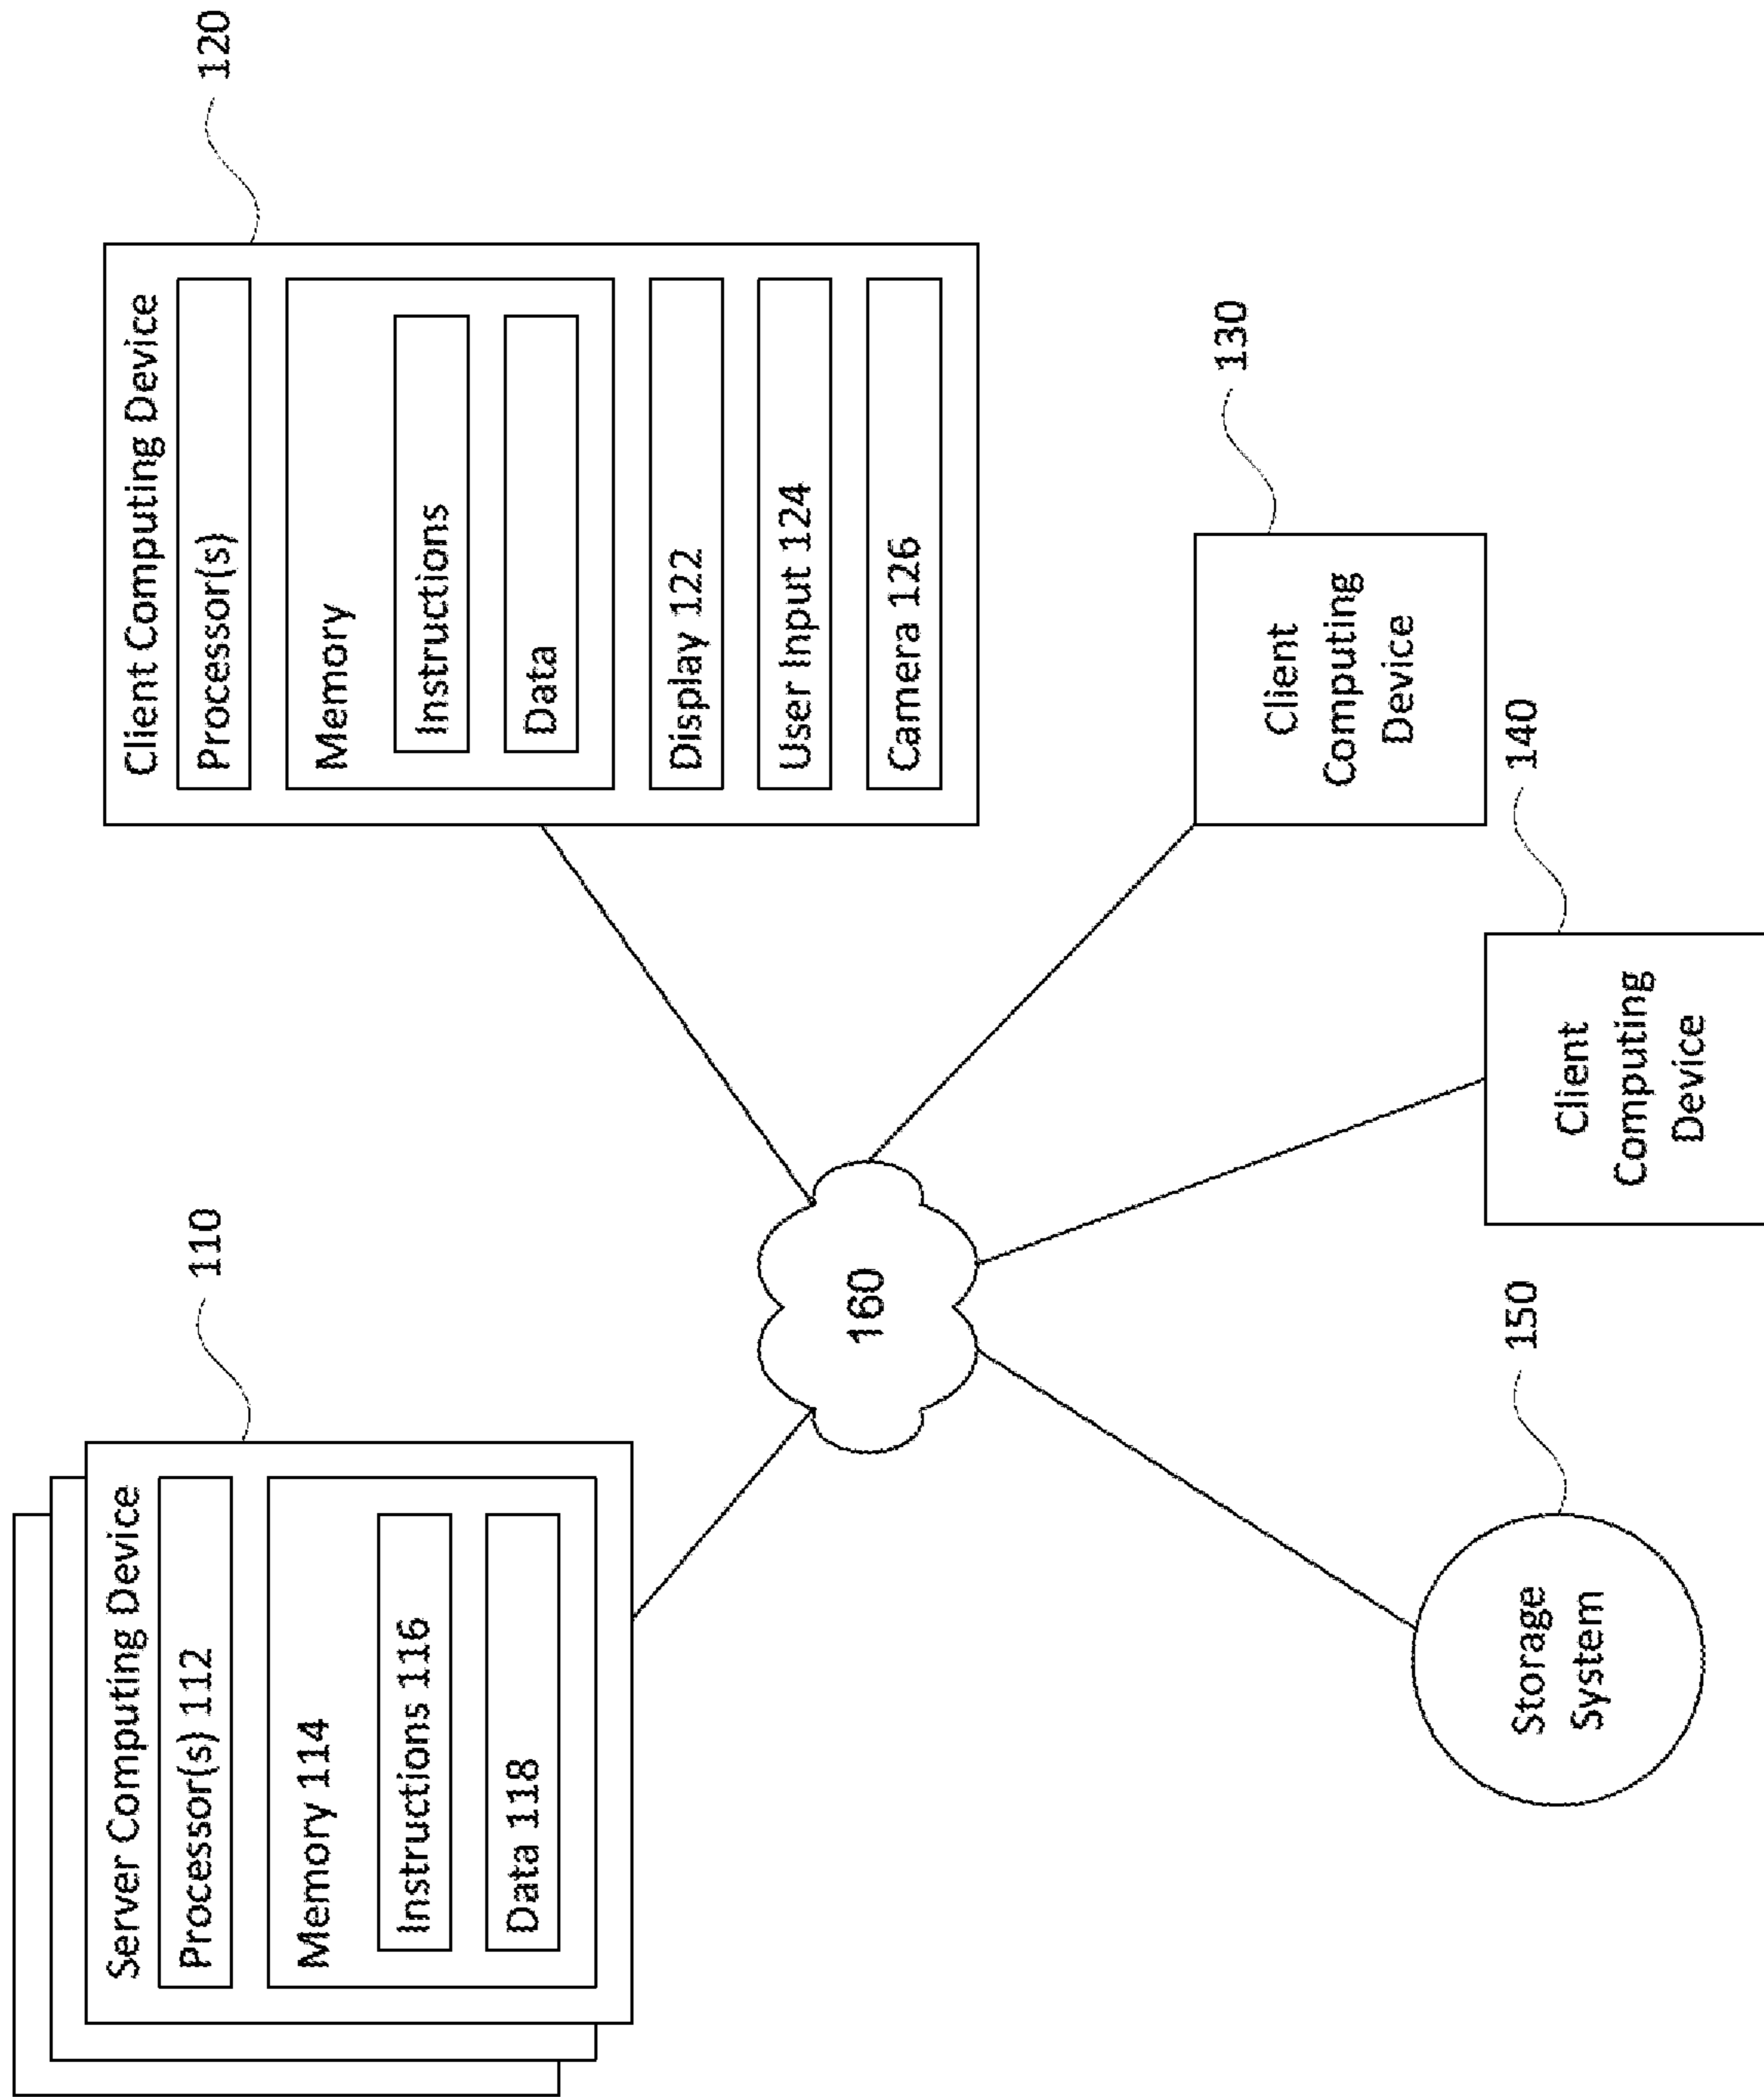 Server Computing Device
Processor(s) 112
Memory 114
Instructions 116
Data 118
110
Client Computing Device
Processor(s)
Memory
Instructions
Data
Display 122
User Input 124
Camera 126
120
160
Client
Computing
Device
130
Client
Computing
Device
140
Storage
System
150